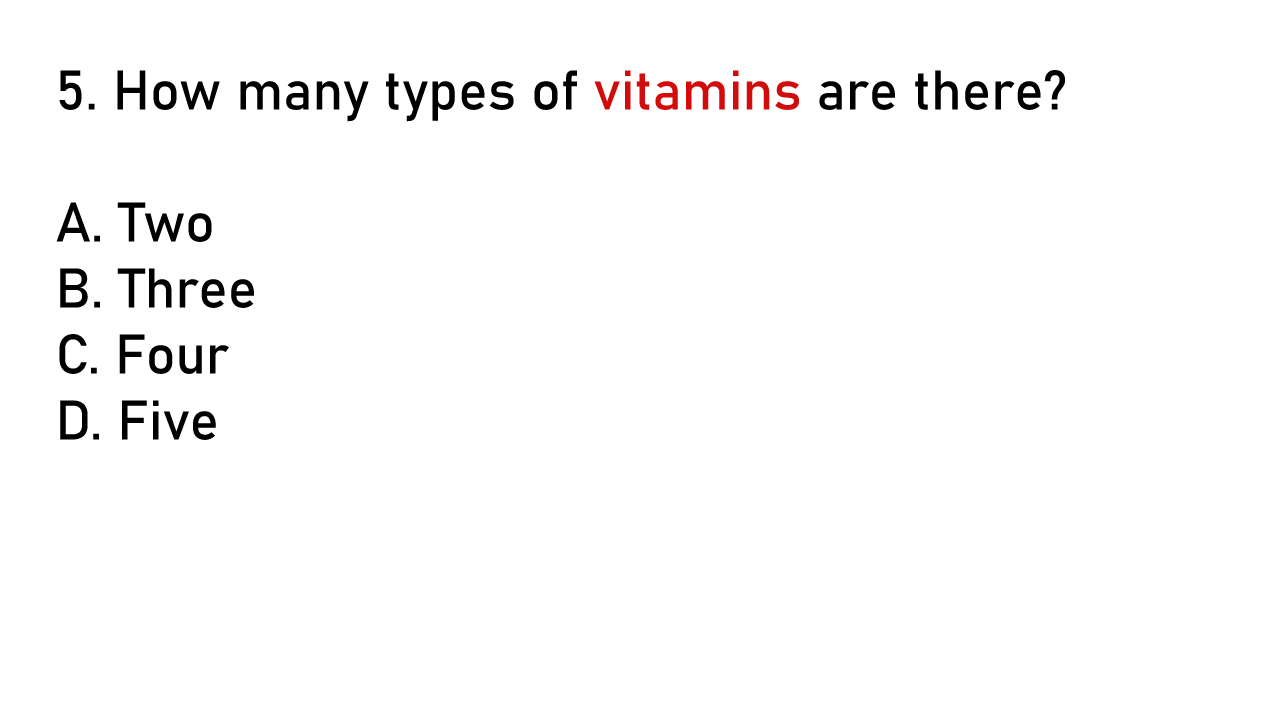 5. How many types of vitamins are there?
A. Two
B. Three
C. Four
D. Five